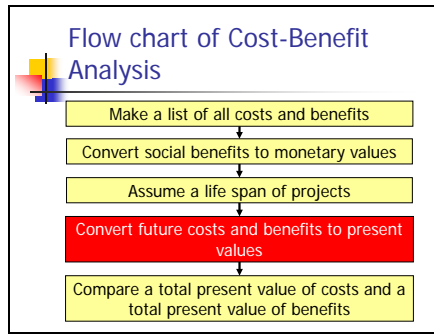 Flow chart of Cost-Benefit
Analysis
Make a list of all costs and benefits
Convert social benefits to monetary values
Assume a life span of projects
Convert future costs and benefits to present
values
Compare a total present value of costs and a
total present value of benefits